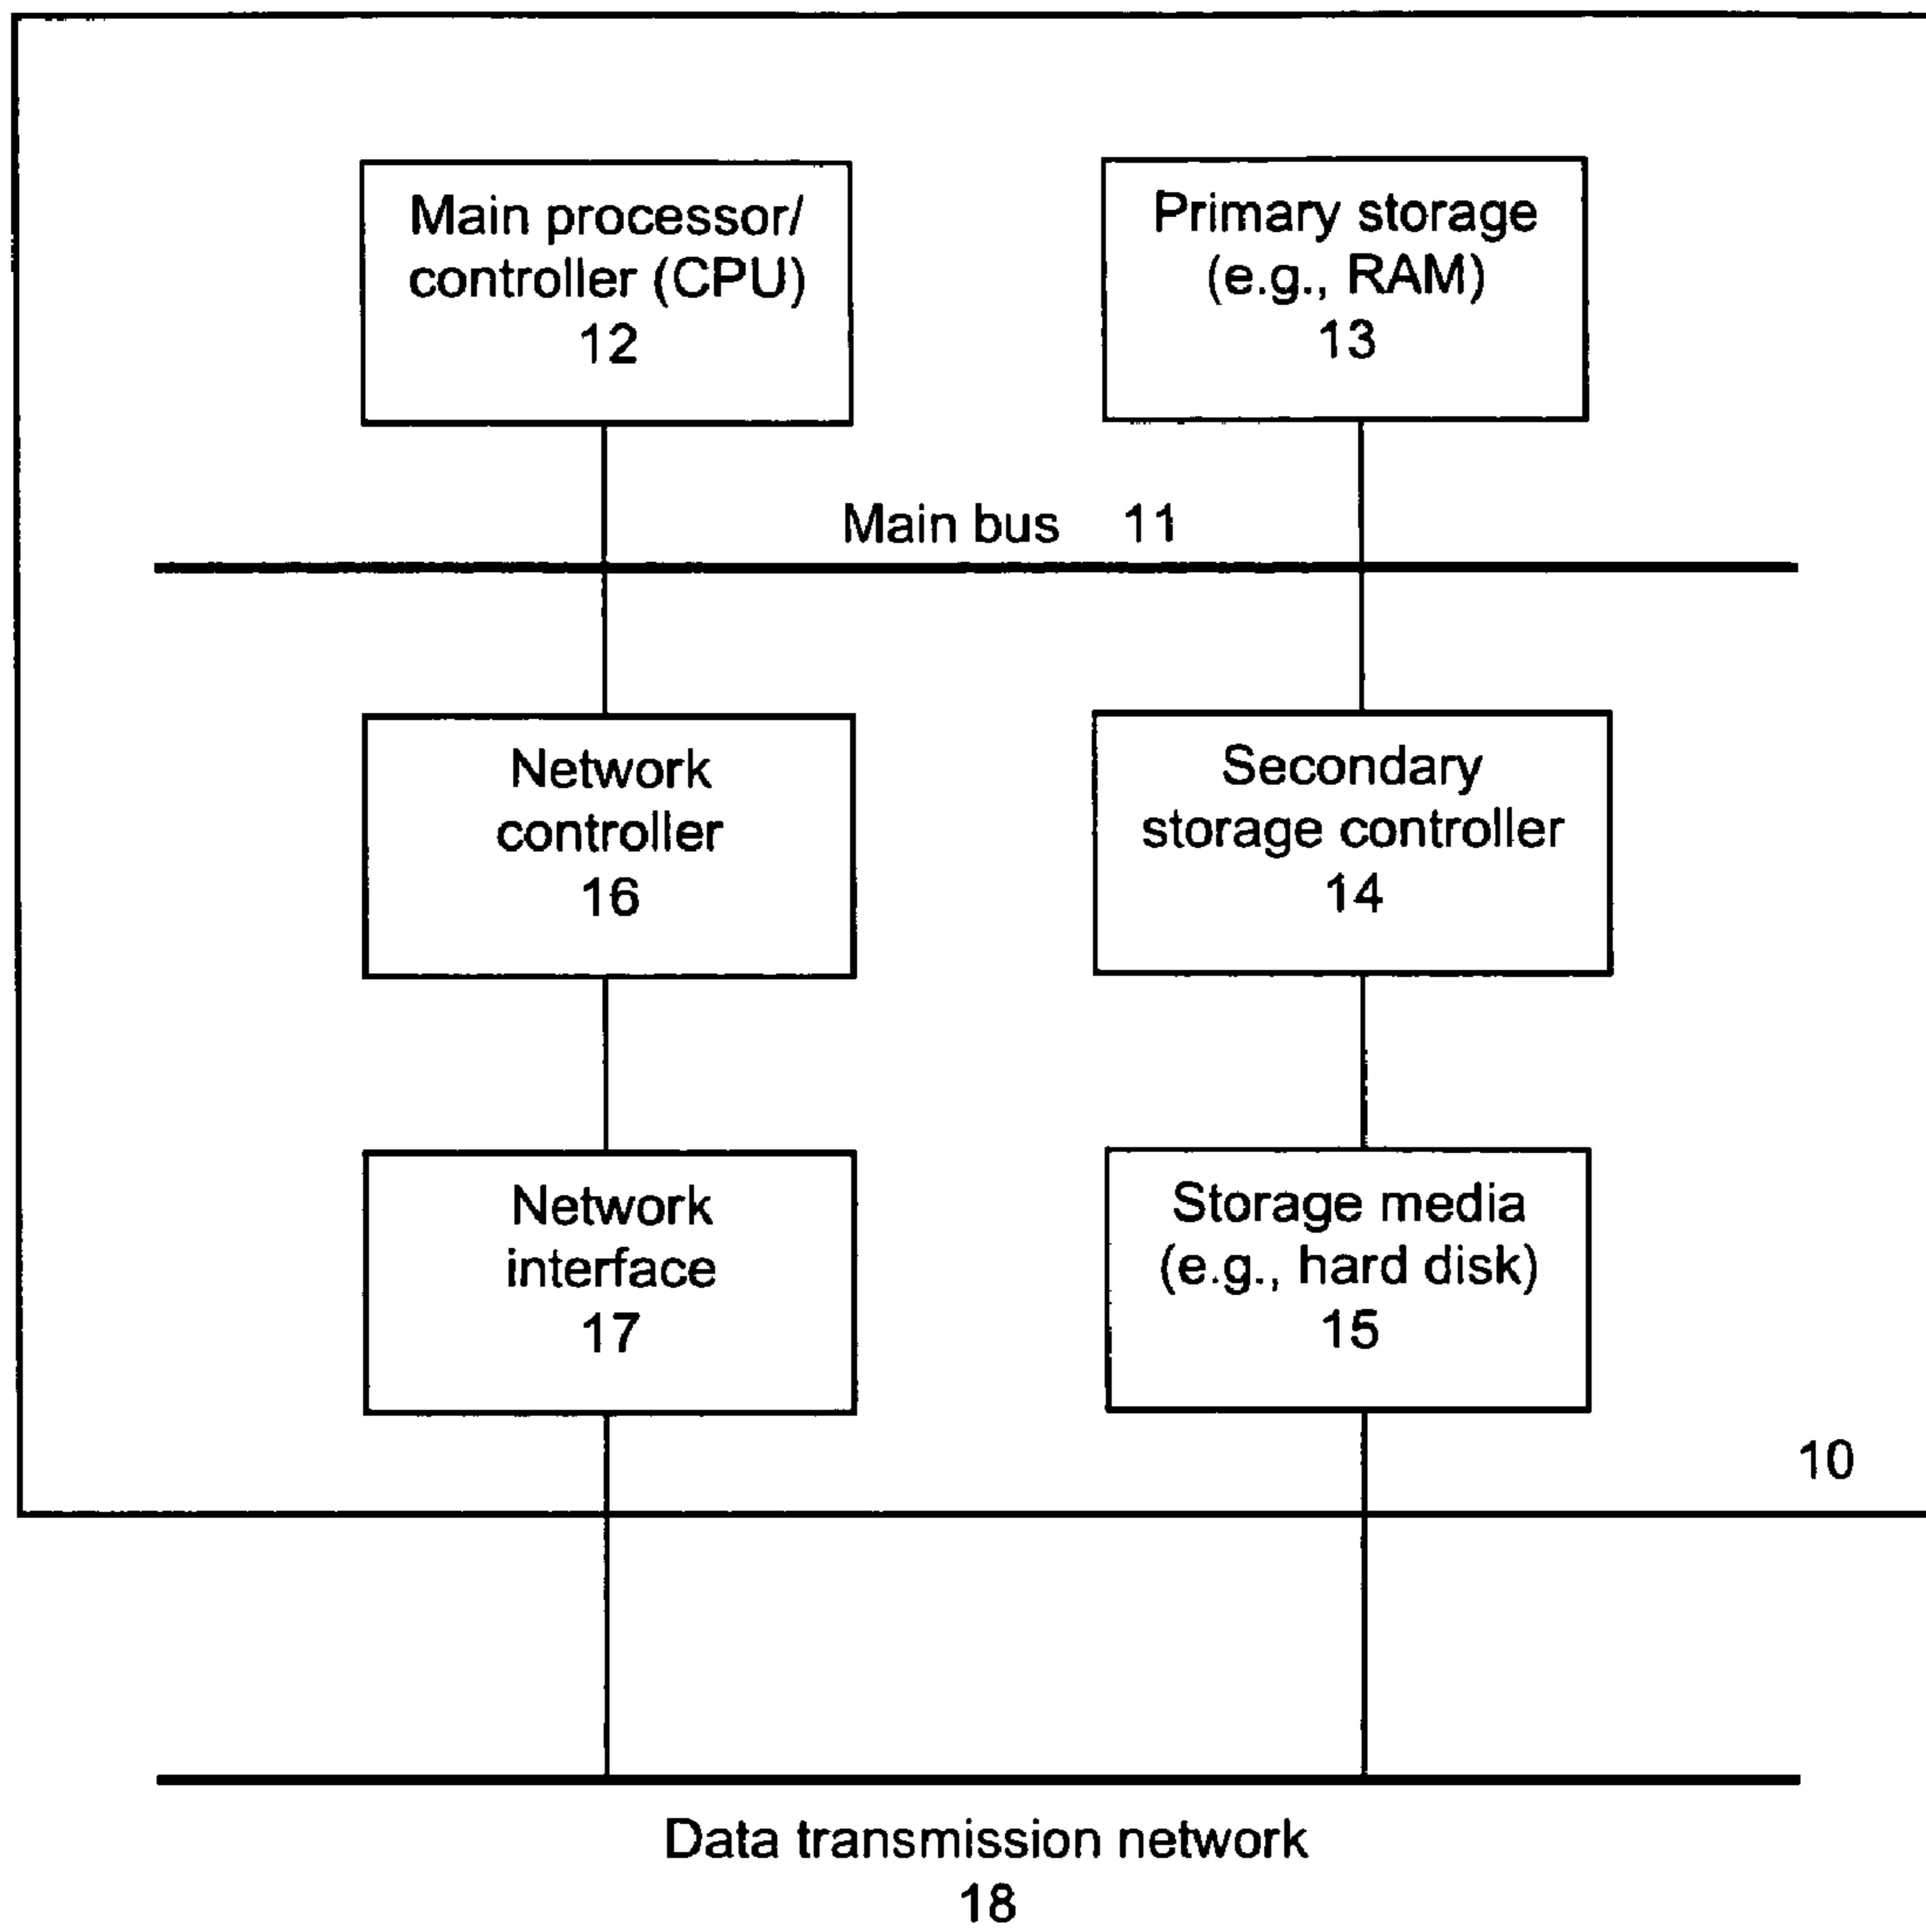 Main processor/
controller (CPU)
12
Primary storage
(e.g., RAM)
13
Main bus 11
Network
controller
16
Secondary
storage controller
14
Network
interface
17
Storage media
(e.g., hard disk)
15
10
Data transmission network
18